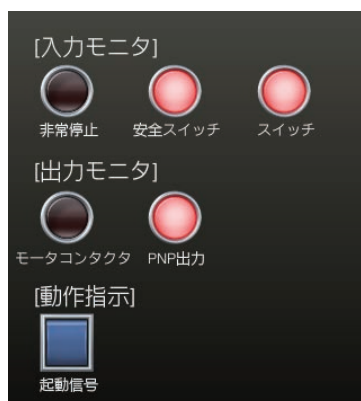 [入力モニタ]
非常停止 安全スイッチ スイッチ
[出力モニタ]
モータコンタクタ PNP出力
[動作指示]
起動信号